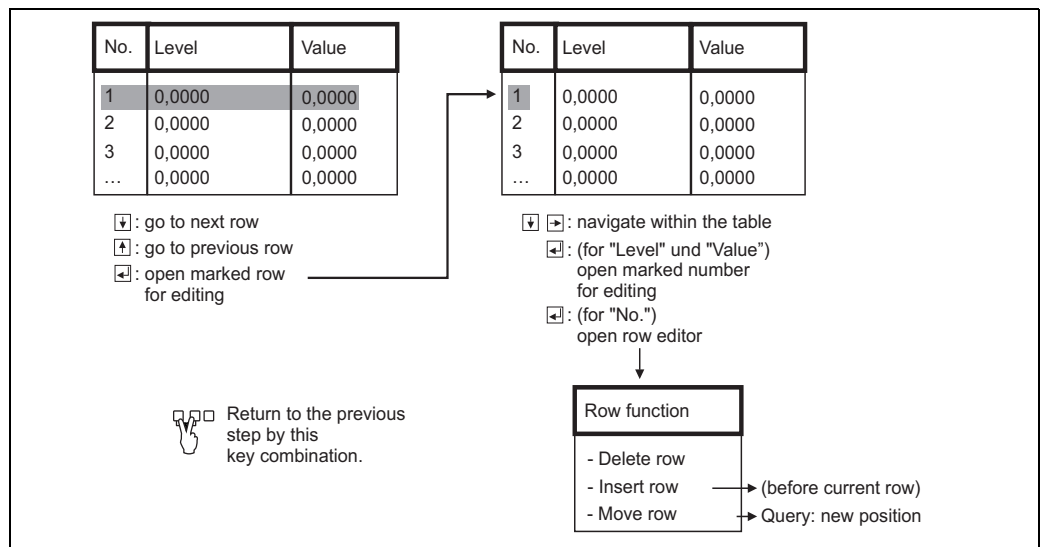 No. Level Value
1 0,0000 0,0000
2 0,0000 0,0000
3 0,0000 0,0000
… 0,0000 0,0000
: go to next row
: go to previous row
: open marked row
for editing
No. Level Value
1 0,0000 0,0000
2 0,0000 0,0000
3 0,0000 0,0000
… 0,0000 0,0000
: navigate within the table
: (for "Level" und "Value")
open marked number
for editing
: (for "No.")
open row editor
Return to the previous
step by this
key combination.
Row function
- Delete row
- Insert row (before current row)
- Move row Query: new position